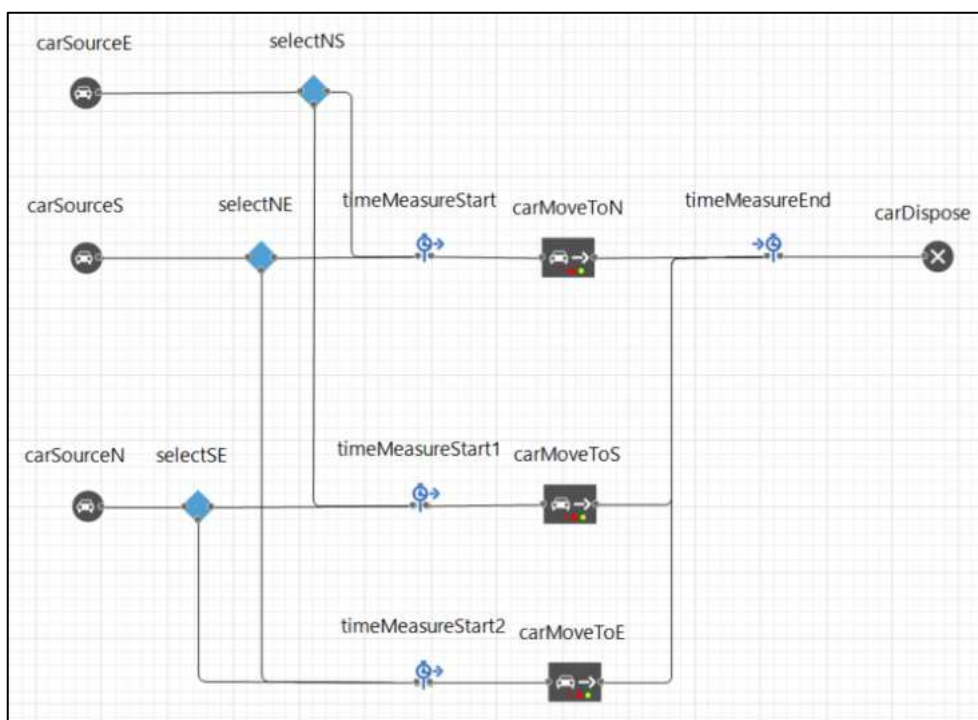 carSourceE
selectNS
carSourceS
selectNE
timeMeasureStart
carMoveToN
timeMeasureEnd
carDispose
carSourceN
selectSE
timeMeasureStart1
carMoveToS
timeMeasureStart2
carMoveToE